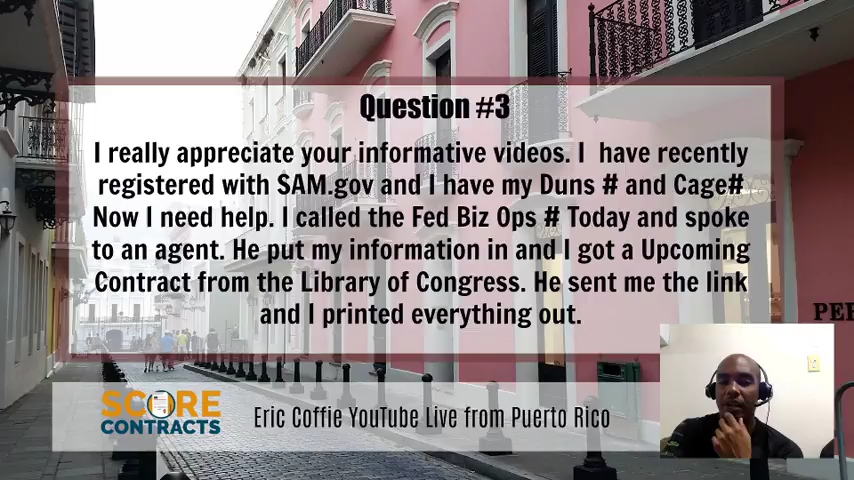 Question #3
I really appreciate your informative videos. I have recently
registered with SAM.gov and I have my Duns # and Cage#
Now I need help. I called the Fed Biz Ops # Today and spoke
to an agent. He put my information in and I got a Upcoming
Contract from the Library of Congress. He sent me the link
and I printed everything out.
PER
SCORE
CONTRACTS
Eric Coffie YouTube Live from Puerto Rico